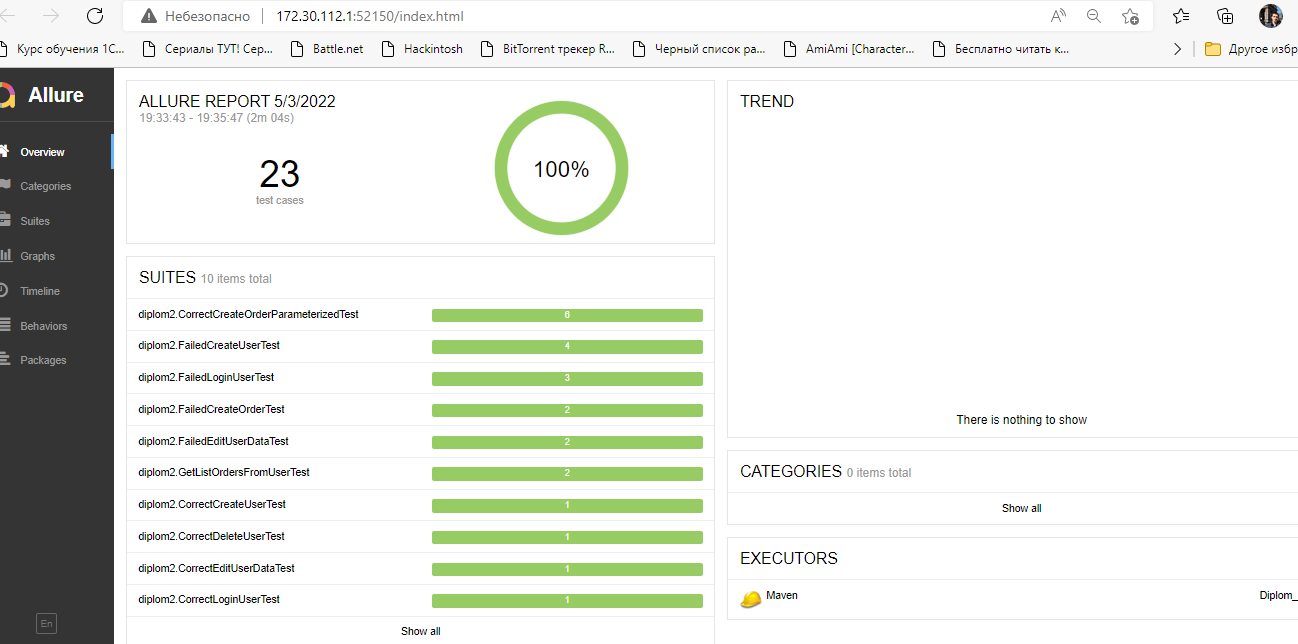 Небезопасно 172.30.112.1:52150/index.html
Курс обучения 1С... Сериалы ТУТ! Сер... Battle.net Hackintosh BitTorrent трекер R... Черный список ра... AmiAmi [Character... Бесплатно читать к... Другое избр
Allure
Overview
Categories
Suites
Graphs
Timeline
Behaviors
Packages
En
ALLURE REPORT 5/3/2022
19:33:43 - 19:35:47 (2m 04s)
23
test cases
100%
SUITES 10 items total
diplom2.CorrectCreateOrderParameterizedTest 6
diplom2.FailedCreateUserTest 4
diplom2.FailedLoginUserTest 3
diplom2.FailedCreateOrderTest 2
diplom2.FailedEditUserDataTest 2
diplom2.GetListOrdersFromUserTest 2
diplom2.CorrectCreateUserTest 1
diplom2.CorrectDeleteUserTest 1
diplom2.CorrectEditUserDataTest 1
diplom2.CorrectLoginUserTest 1
Show all
TREND
There is nothing to show
CATEGORIES 0 items total
Show all
EXECUTORS
Maven Diplom_